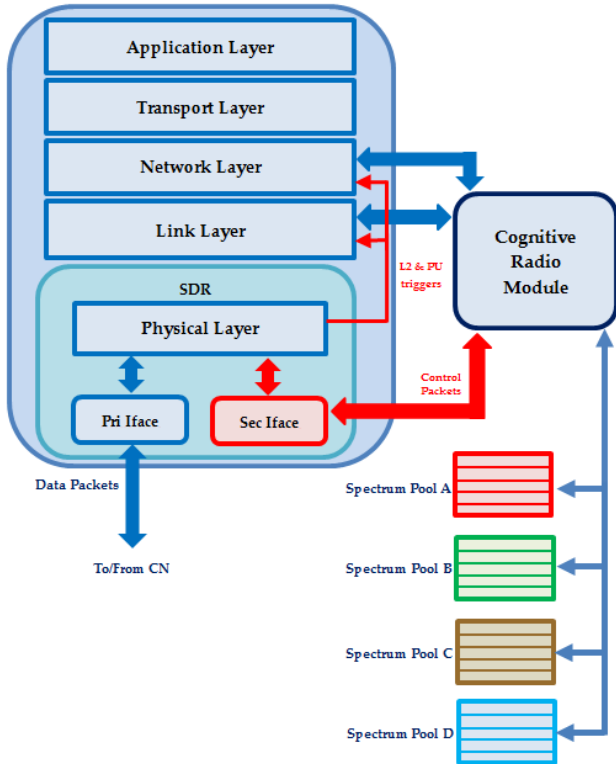 Application Layer
Transport Layer
Network Layer
Link Layer
Cognitive
Radio
Module
L2 & PU
triggers
SDR
Physical Layer
Control
Packets
Pri Iface
Sec Iface
Data Packets
Spectrum Pool A
To/From CN
Spectrum Pool B
Spectrum Pool C
Spectrum Pool D